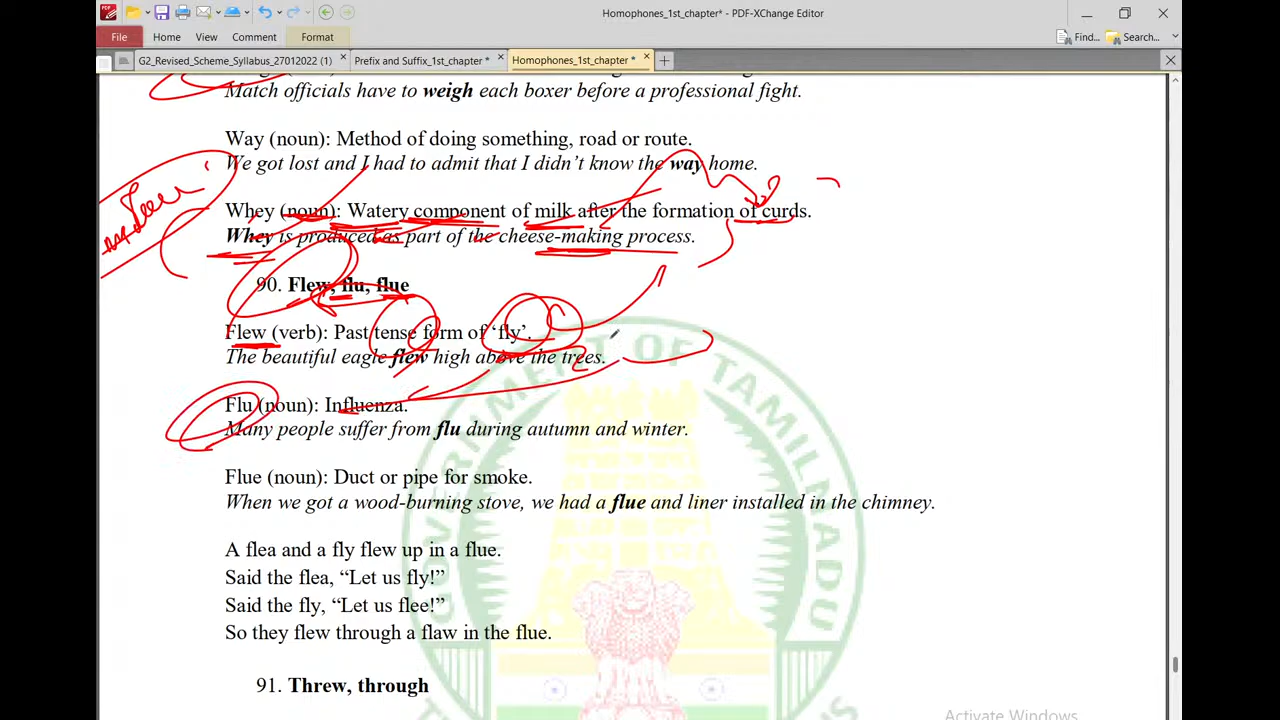 Homophones_1st_chapter* - PDF-XChange Editor
File Home View Comment Format Find... Search...
G2_Revised_Scheme_Syllabus_27012022 (1) Prefix and Suffix_1st_chapter * Homophones_1st_chapter *
Match officials have to weigh each boxer before a professional fight.
Way (noun): Method of doing something, road or route.
We got lost and I had to admit that I didn’t know the way home.
Whey (noun): Watery component of milk after the formation of curds.
Whey is produced as part of the cheese-making process.
90. Flew, flu, flue
Flew (verb): Past tense form of ‘fly’.
The beautiful eagle flew high above the trees.
Flu (noun): Influenza.
Many people suffer from flu during autumn and winter.
Flue (noun): Duct or pipe for smoke.
When we got a wood-burning stove, we had a flue and liner installed in the chimney.
A flea and a fly flew up in a flue.
Said the flea, “Let us fly!”
Said the fly, “Let us flee!”
So they flew through a flaw in the flue.
91. Threw, through
GOVERNMENT OF TAMILNADU
Activate Windows